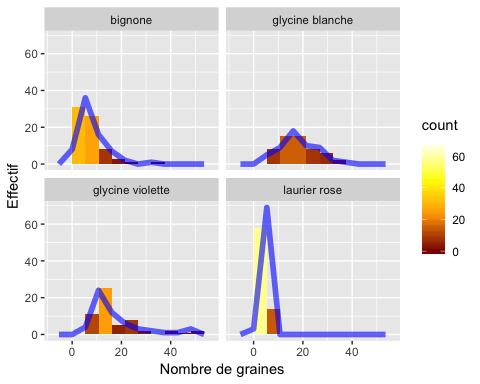 bignone
glycine blanche
60
40
20
0
Effectif
glycine violette
laurier rose
60
40
20
0
0 20 40
0 20 40
Nombre de graines
count
60
40
20
0